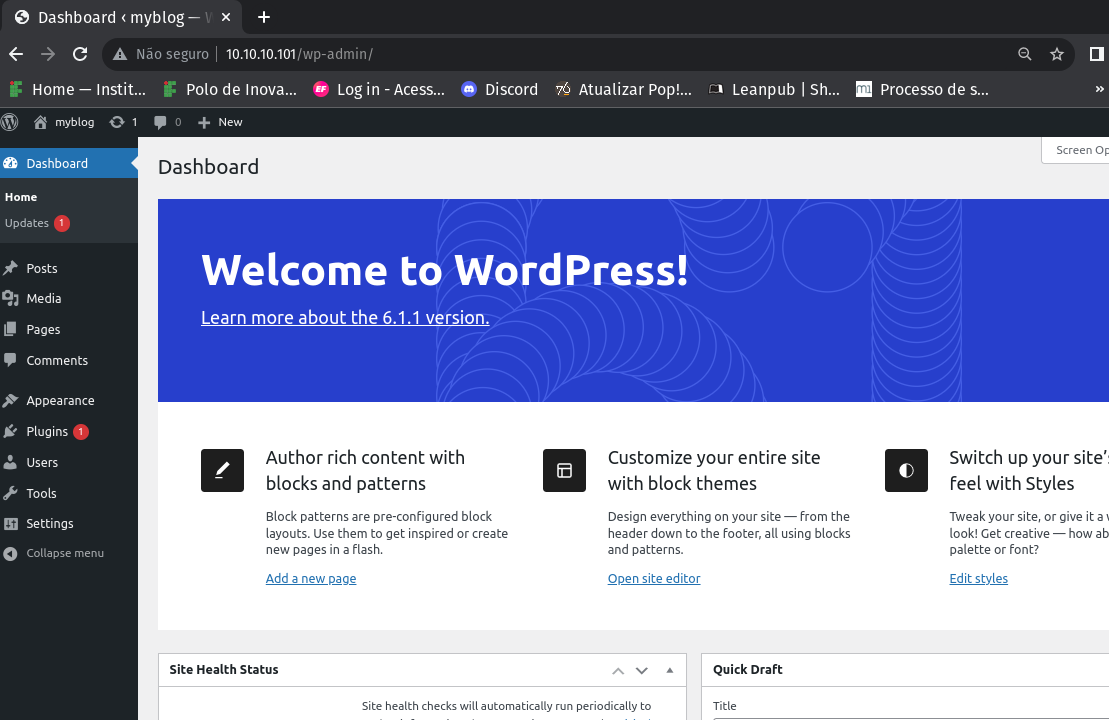 Dashboard ‹ myblog —
Não seguro 10.10.10.101/wp-admin/
Home — Instit... Polo de Inova... EF Log in - Acess... Discord Atualizar Pop!... Leanpub | Sh... Processo de s... »
myblog 1 0 New
Dashboard
Home
Updates 1
Posts
Media
Pages
Comments
Appearance
Plugins 1
Users
Tools
Settings
Collapse menu
Screen Op
Dashboard
Welcome to WordPress!
Learn more about the 6.1.1 version.
Author rich content with
blocks and patterns
Block patterns are pre-configured block
layouts. Use them to get inspired or create
new pages in a flash.
Add a new page
Customize your entire site
with block themes
Design everything on your site — from the
header down to the footer, all using blocks
and patterns.
Open site editor
Switch up your site's
feel with Styles
Tweak your site, or give it a
look! Get creative — how ab
palette or font?
Edit styles
Site Health Status
Site health checks will automatically run periodically to
Quick Draft
Title